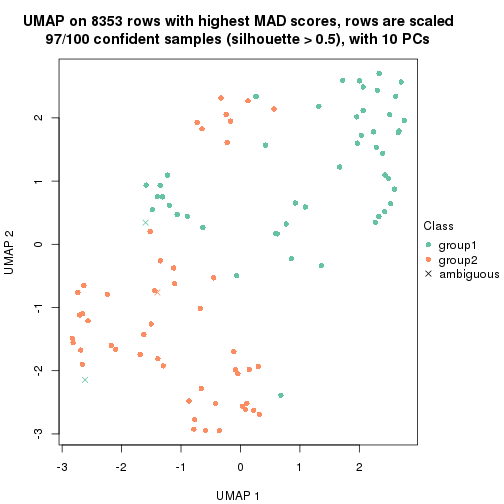 UMAP on 8353 rows with highest MAD scores, rows are scaled
97/100 confident samples (silhouette > 0.5), with 10 PCs
2
1
0
-1
-2
-3
UMAP 2
-3
-2
-1
0
1
2
UMAP 1
Class
group1
group2
ambiguous